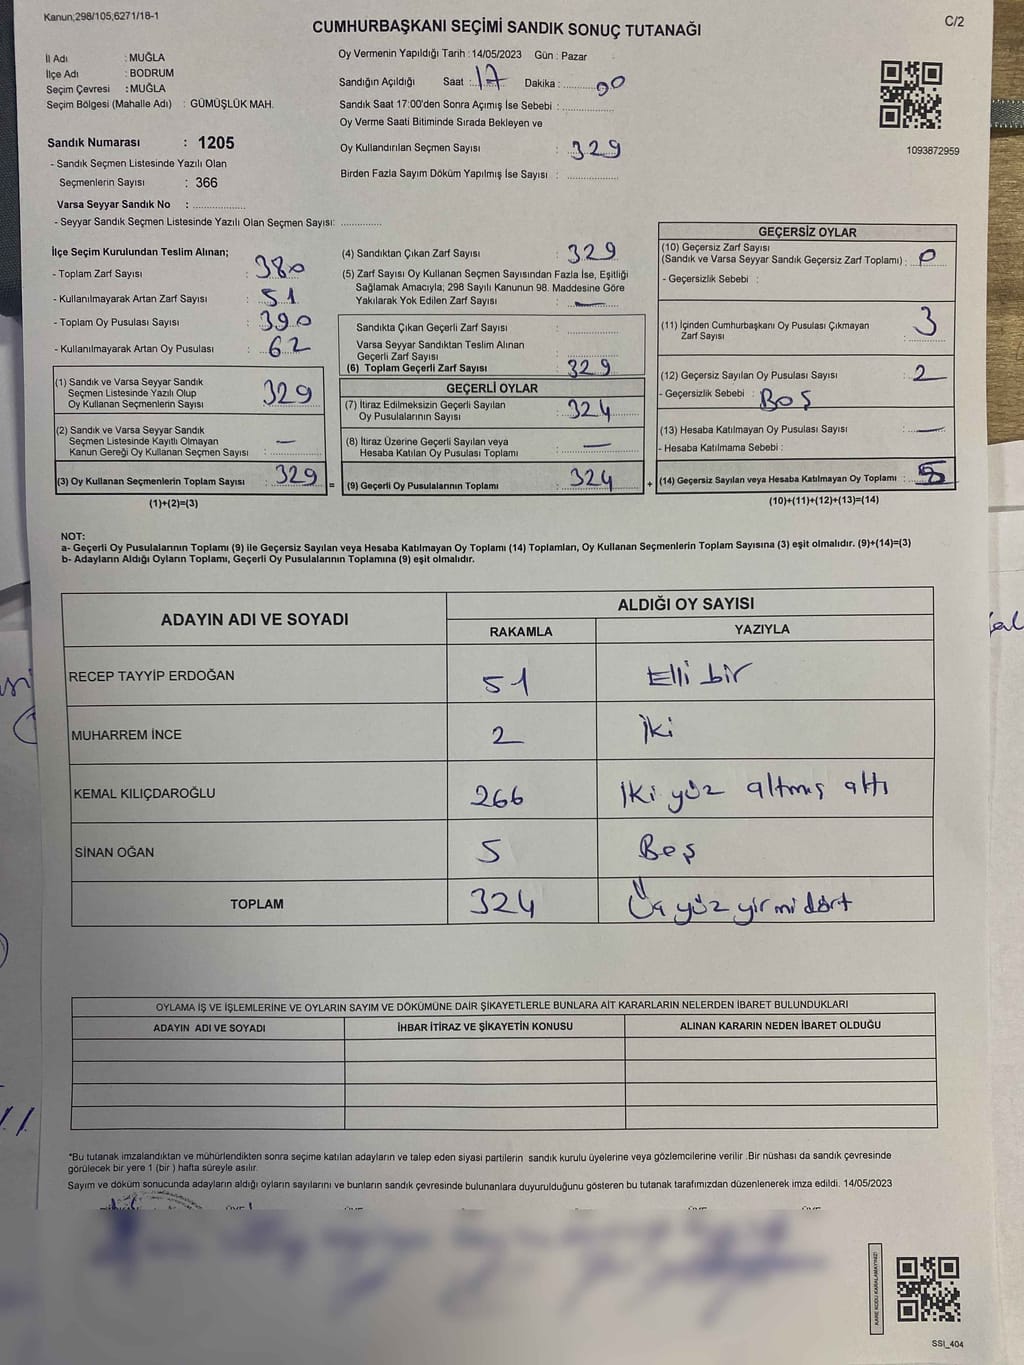 Kanun;298/105;6271/18-1
C/2
CUMHURBAŞKANI SEÇİMİ SANDIK SONUÇ TUTANAĞI
İl Adı : MUĞLA
İlçe Adı : BODRUM
Seçim Çevresi : MUĞLA
Seçim Bölgesi (Mahalle Adı) : GÜMÜŞLÜK MAH.
Sandık Numarası : 1205
- Sandık Seçmen Listesinde Yazılı Olan
Seçmenlerin Sayısı : 366
Varsa Seyyar Sandık No : ..................
- Seyyar Sandık Seçmen Listesinde Yazılı Olan Seçmen Sayısı: ..............
Oy Vermenin Yapıldığı Tarih : 14/05/2023 Gün : Pazar
Sandığın Açıldığı Saat : 17 Dakika : 00
Sandık Saat 17:00'den Sonra Açımış İse Sebebi : ..................
Oy Verme Saati Bitiminde Sırada Bekleyen ve
Oy Kullandırılan Seçmen Sayısı : 329
Birden Fazla Sayım Döküm Yapılmış İse Sayısı : ..................
1093872959
İlçe Seçim Kurulundan Teslim Alınan;
- Toplam Zarf Sayısı : 380
- Kullanılmayarak Artan Zarf Sayısı : 51
- Toplam Oy Pusulası Sayısı : 390
- Kullanılmayarak Artan Oy Pusulası : 62
(1) Sandık ve Varsa Seyyar Sandık
Seçmen Listesinde Yazılı Olup
Oy Kullanan Seçmenlerin Sayısı : 329
(2) Sandık ve Varsa Seyyar Sandık
Seçmen Listesinde Kayıtlı Olmayan
Kanun Gereği Oy Kullanan Seçmen Sayısı : —
(3) Oy Kullanan Seçmenlerin Toplam Sayısı : 329 =
(1)+(2)=(3)
(4) Sandıktan Çıkan Zarf Sayısı : 329
(5) Zarf Sayısı Oy Kullanan Seçmen Sayısından Fazla İse, Eşitliği
Sağlamak Amacıyla; 298 Sayılı Kanunun 98. Maddesine Göre
Yakılarak Yok Edilen Zarf Sayısı : —
Sandıkta Çıkan Geçerli Zarf Sayısı : ..................
Varsa Seyyar Sandıktan Teslim Alınan
Geçerli Zarf Sayısı : ..................
(6) Toplam Geçerli Zarf Sayısı : 329
GEÇERLİ OYLAR
(7) İtiraz Edilmeksizin Geçerli Sayılan
Oy Pusulalarının Sayısı : 324
(8) İtiraz Üzerine Geçerli Sayılan veya
Hesaba Katılan Oy Pusulası Toplamı : —
(9) Geçerli Oy Pusulalarının Toplamı : 324 +
GEÇERSİZ OYLAR
(10) Geçersiz Zarf Sayısı
(Sandık ve Varsa Seyyar Sandık Geçersiz Zarf Toplamı) : 0
- Geçersizlik Sebebi :
(11) İçinden Cumhurbaşkanı Oy Pusulası Çıkmayan
Zarf Sayısı : 3
(12) Geçersiz Sayılan Oy Pusulası Sayısı : 2
- Geçersizlik Sebebi : BOŞ
(13) Hesaba Katılmayan Oy Pusulası Sayısı : —
- Hesaba Katılmama Sebebi :
(14) Geçersiz Sayılan veya Hesaba Katılmayan Oy Toplamı : 5
(10)+(11)+(12)+(13)=(14)
NOT:
a- Geçerli Oy Pusulalarının Toplamı (9) ile Geçersiz Sayılan veya Hesaba Katılmayan Oy Toplamı (14) Toplamları, Oy Kullanan Seçmenlerin Toplam Sayısına (3) eşit olmalıdır. (9)+(14)=(3)
b- Adayların Aldığı Oyların Toplamı, Geçerli Oy Pusulalarının Toplamına (9) eşit olmalıdır.
ADAYIN ADI VE SOYADI
ALDIĞI OY SAYISI
RAKAMLA YAZIYLA
RECEP TAYYİP ERDOĞAN 51 Elli bir
MUHARREM İNCE 2 İki
KEMAL KILIÇDAROĞLU 266 İki yüz altmış altı
SİNAN OĞAN 5 Beş
TOPLAM 324 Üç yüz yirmi dört
OYLAMA İŞ VE İŞLEMLERİNE VE OYLARIN SAYIM VE DÖKÜMÜNE DAİR ŞİKAYETLERLE BUNLARA AİT KARARLARIN NELERDEN İBARET BULUNDUKLARI
ADAYIN ADI VE SOYADI İHBAR İTİRAZ VE ŞİKAYETİN KONUSU ALINAN KARARIN NEDEN İBARET OLDUĞU
*Bu tutanak imzalandıktan ve mühürlendikten sonra seçime katılan adayların ve talep eden siyasi partilerin sandık kurulu üyelerine veya gözlemcilerine verilir .Bir nüshası da sandık çevresinde
görülecek bir yere 1 (bir ) hafta süreyle asılır.
Sayım ve döküm sonucunda adayların aldığı oyların sayılarını ve bunların sandık çevresinde bulunanlara duyurulduğunu gösteren bu tutanak tarafımızdan düzenlenerek imza edildi. 14/05/2023
KARE KODU KARALAMAYINIZ!
SSI_404